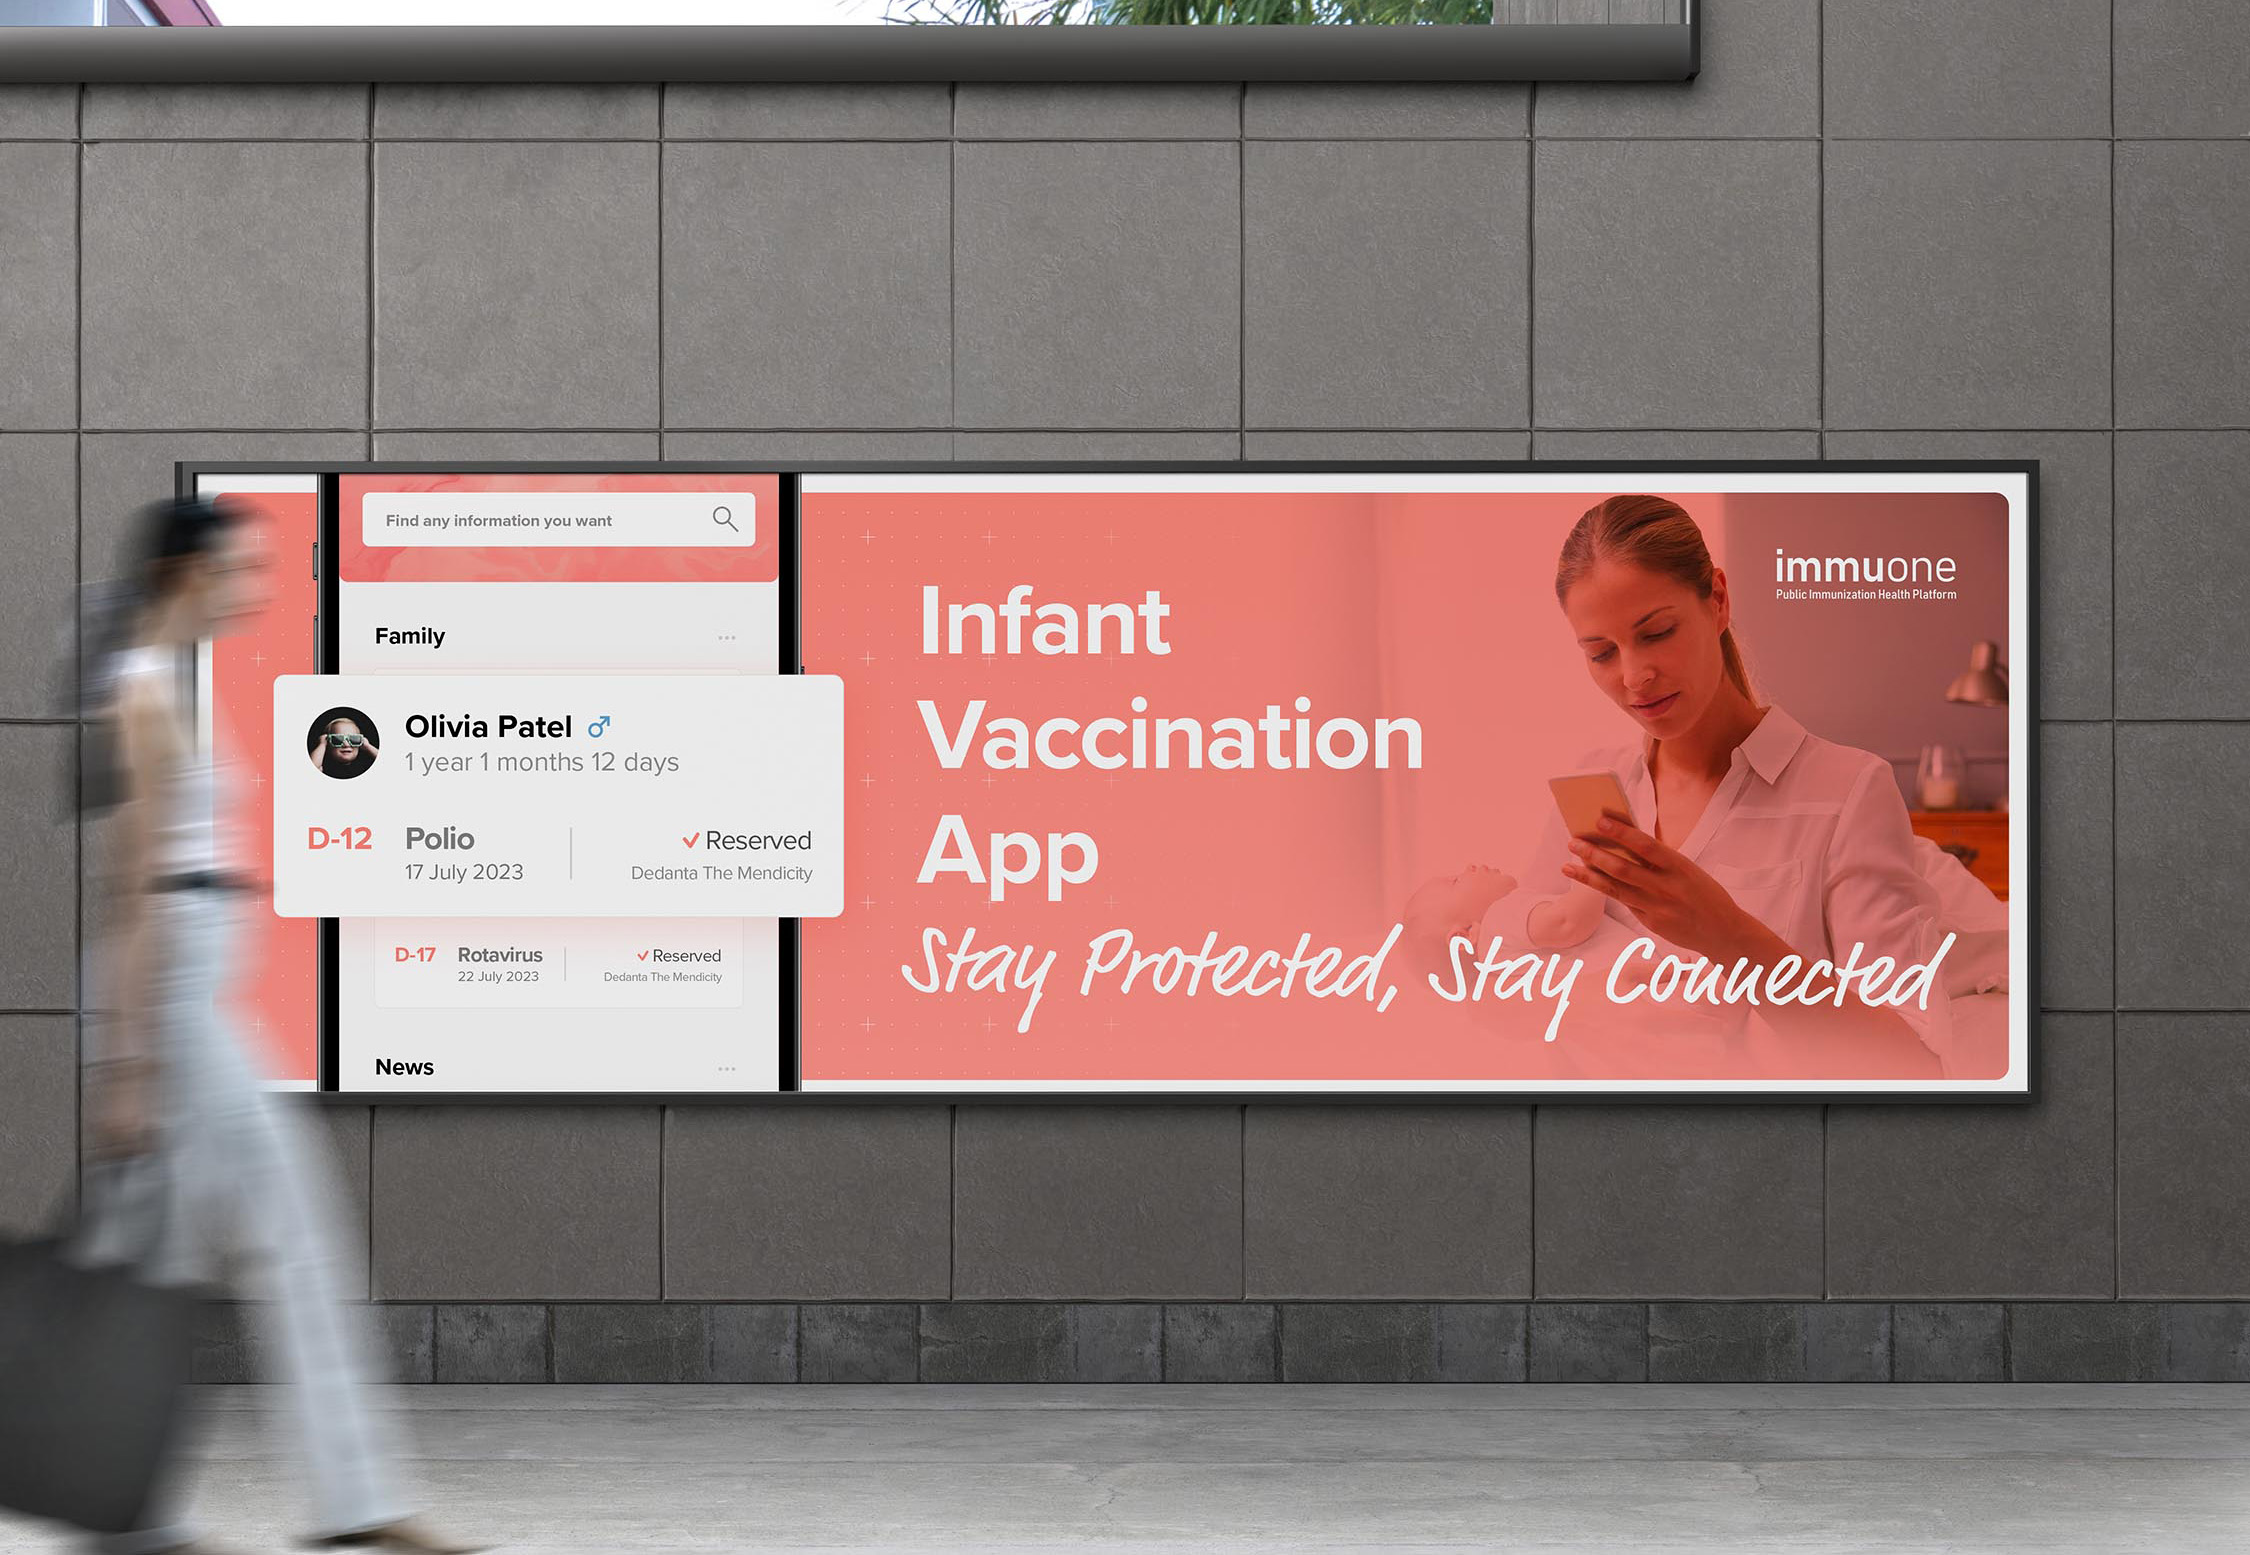 Find any information you want
Family
Olivia Patel
1 year 1 months 12 days
D-12 Polio
17 July 2023
Reserved
Dedanta The Mendicity
D-17 Rotavirus
22 July 2023
Reserved
Dedanta The Mendicity
News
Infant
Vaccination
App
Stay Protected, Stay Connected
immuone
Public Immunization Health Platform